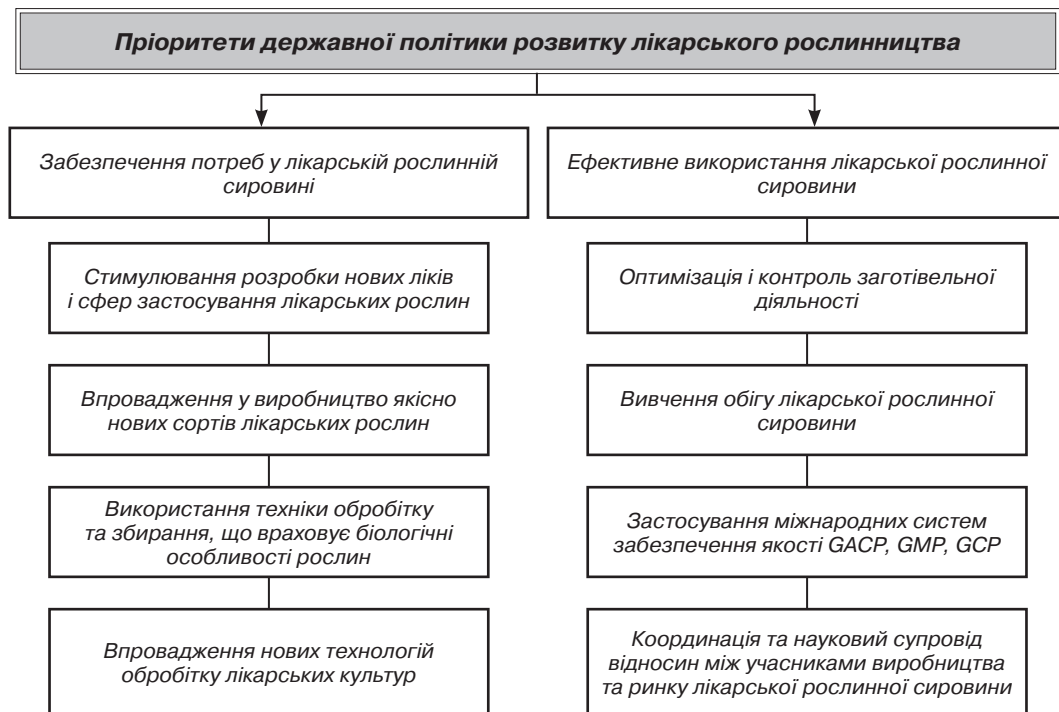 Пріоритети державної політики розвитку лікарського рослинництва
Забезпечення потреб у лікарській рослинній
сировині
Стимулювання розробки нових ліків
і сфер застосування лікарських рослин
Впровадження у виробництво якісно
нових сортів лікарських рослин
Використання техніки обробітку
та збирання, що враховує біологічні
особливості рослин
Впровадження нових технологій
обробітку лікарських культур
Ефективне використання лікарської рослинної
сировини
Оптимізація і контроль заготівельної
діяльності
Вивчення обігу лікарської рослинної
сировини
Застосування міжнародних систем
забезпечення якості GACP, GMP, GCP
Координація та науковий супровід
відносин між учасниками виробництва
та ринку лікарської рослинної сировини